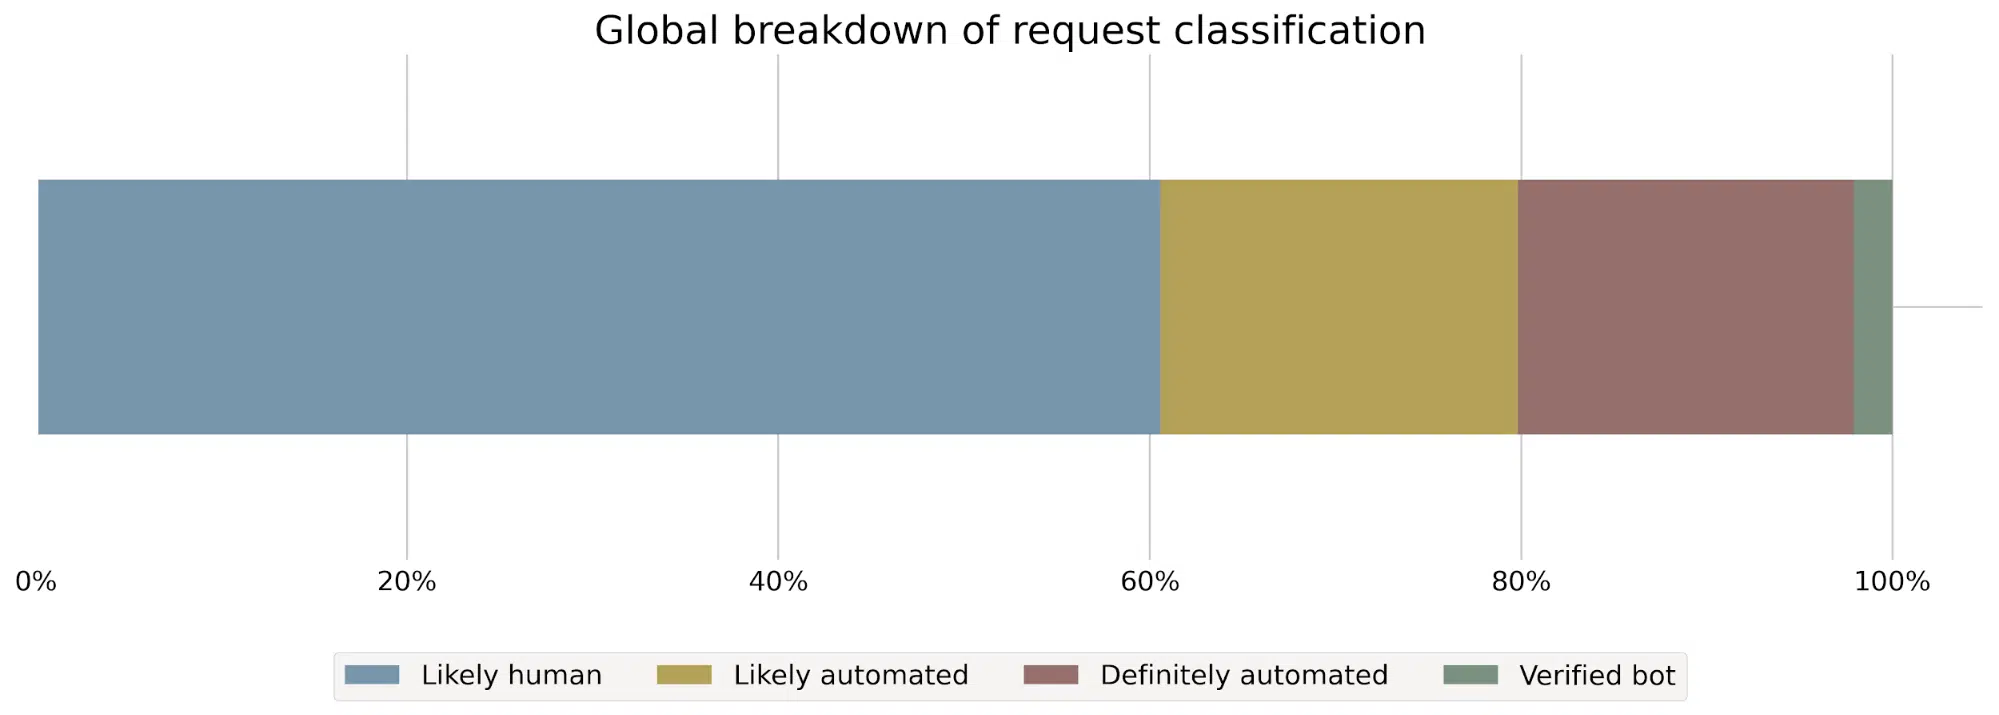 Global breakdown of request classification
0% 20% 40% 60% 80% 100%
Likely human Likely automated Definitely automated Verified bot